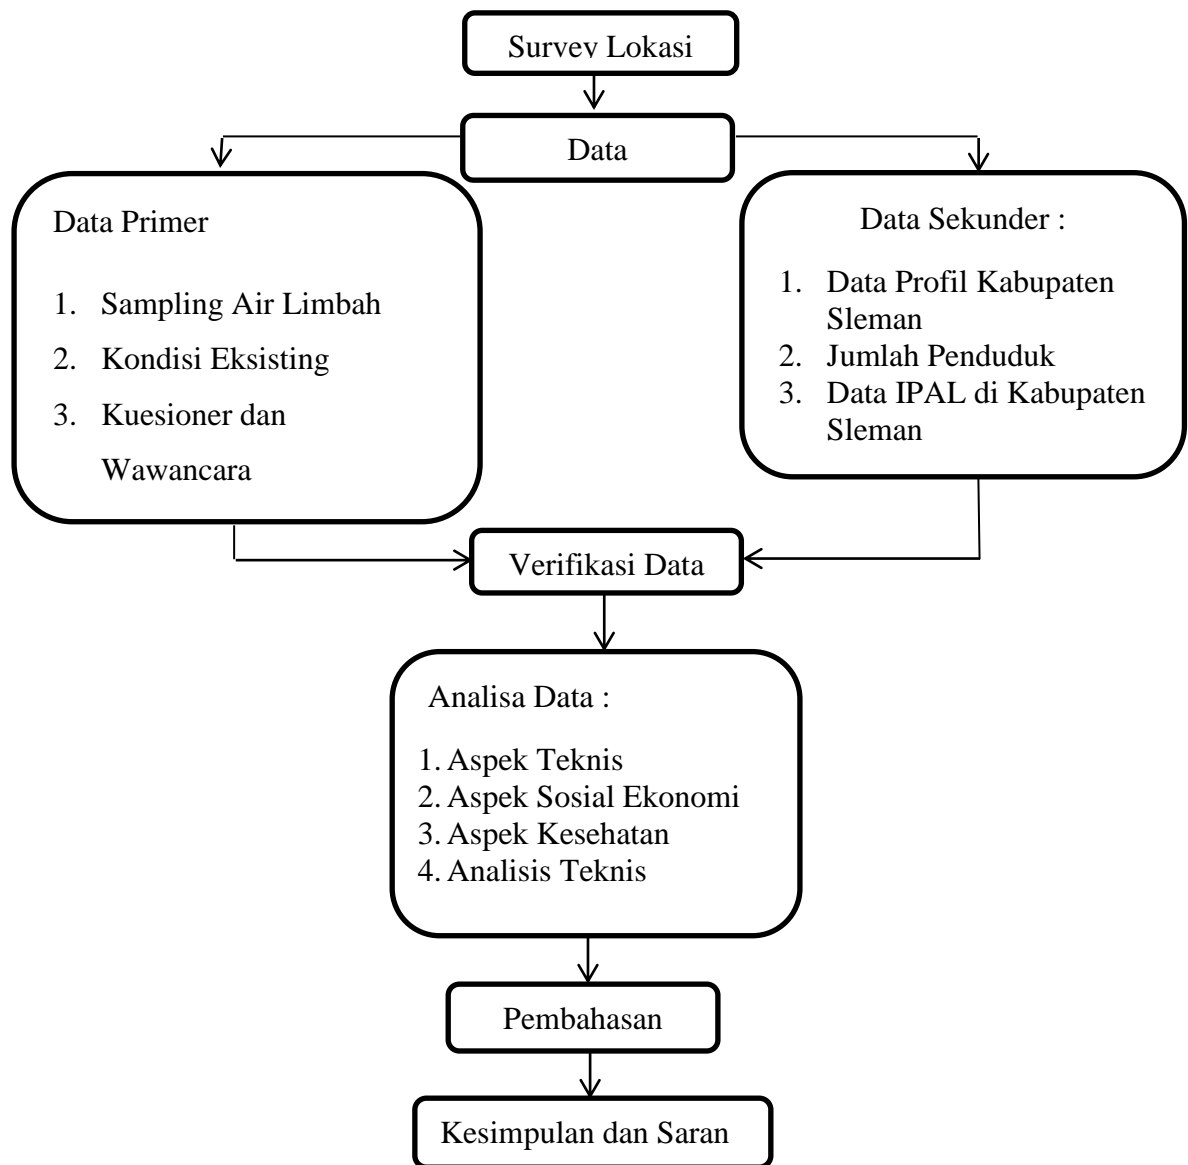 Survey Lokasi
Data
Data Primer
1. Sampling Air Limbah
2. Kondisi Eksisting
3. Kuesioner dan
Wawancara
Data Sekunder :
1. Data Profil Kabupaten
Sleman
2. Jumlah Penduduk
3. Data IPAL di Kabupaten
Sleman
Verifikasi Data
Analisa Data :
1. Aspek Teknis
2. Aspek Sosial Ekonomi
3. Aspek Kesehatan
4. Analisis Teknis
Pembahasan
Kesimpulan dan Saran